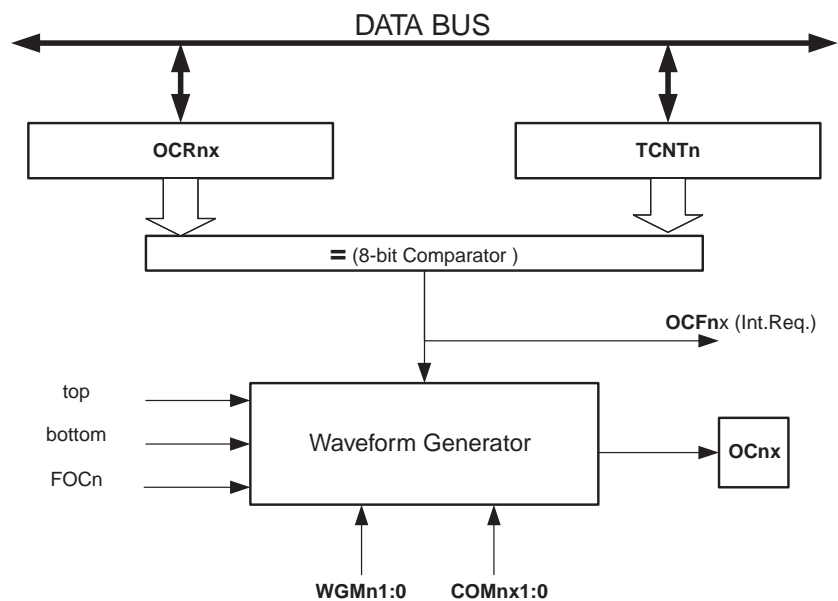 DATA BUS
OCRnx
TCNTn
= (8-bit Comparator )
OCFnx (Int.Req.)
top
bottom
FOCn
Waveform Generator
OCnx
WGMn1:0
COMnx1:0